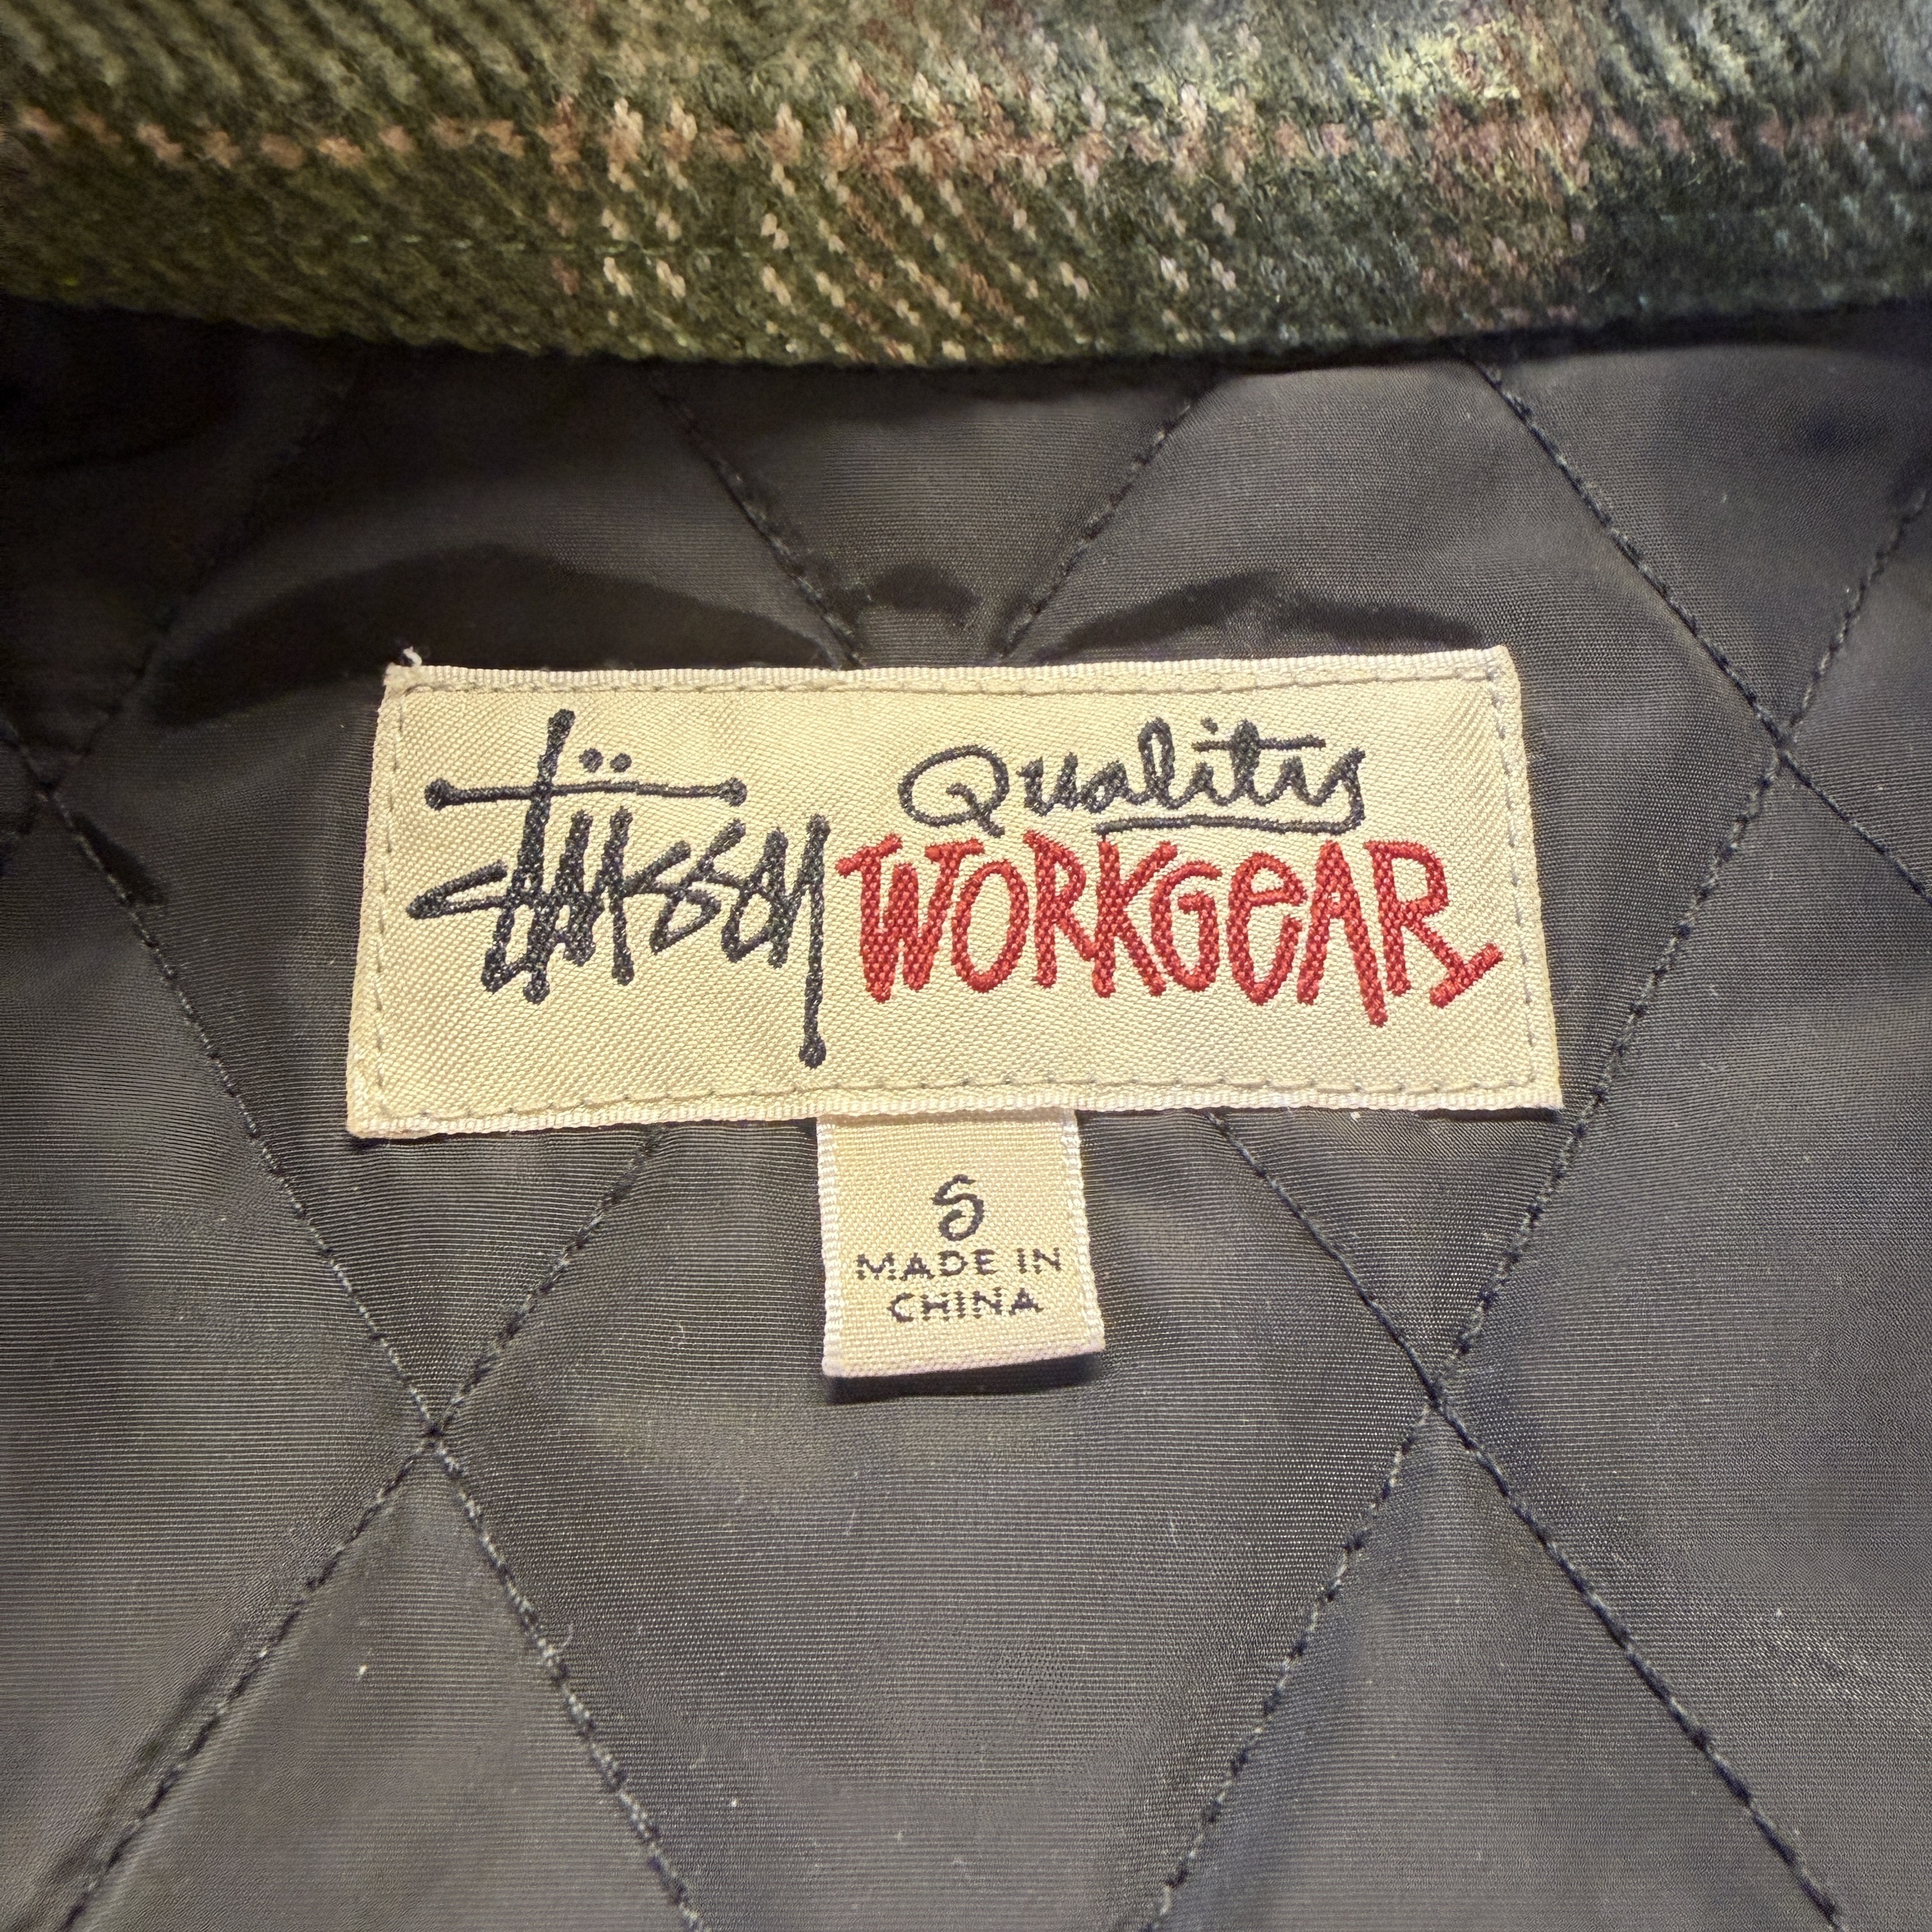 Stüssy Quality
WORKGEAR
S
MADE IN
CHINA